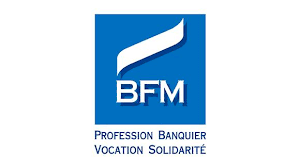 BFM
PROFESSION BANQUIER
VOCATION SOLIDARITÉ